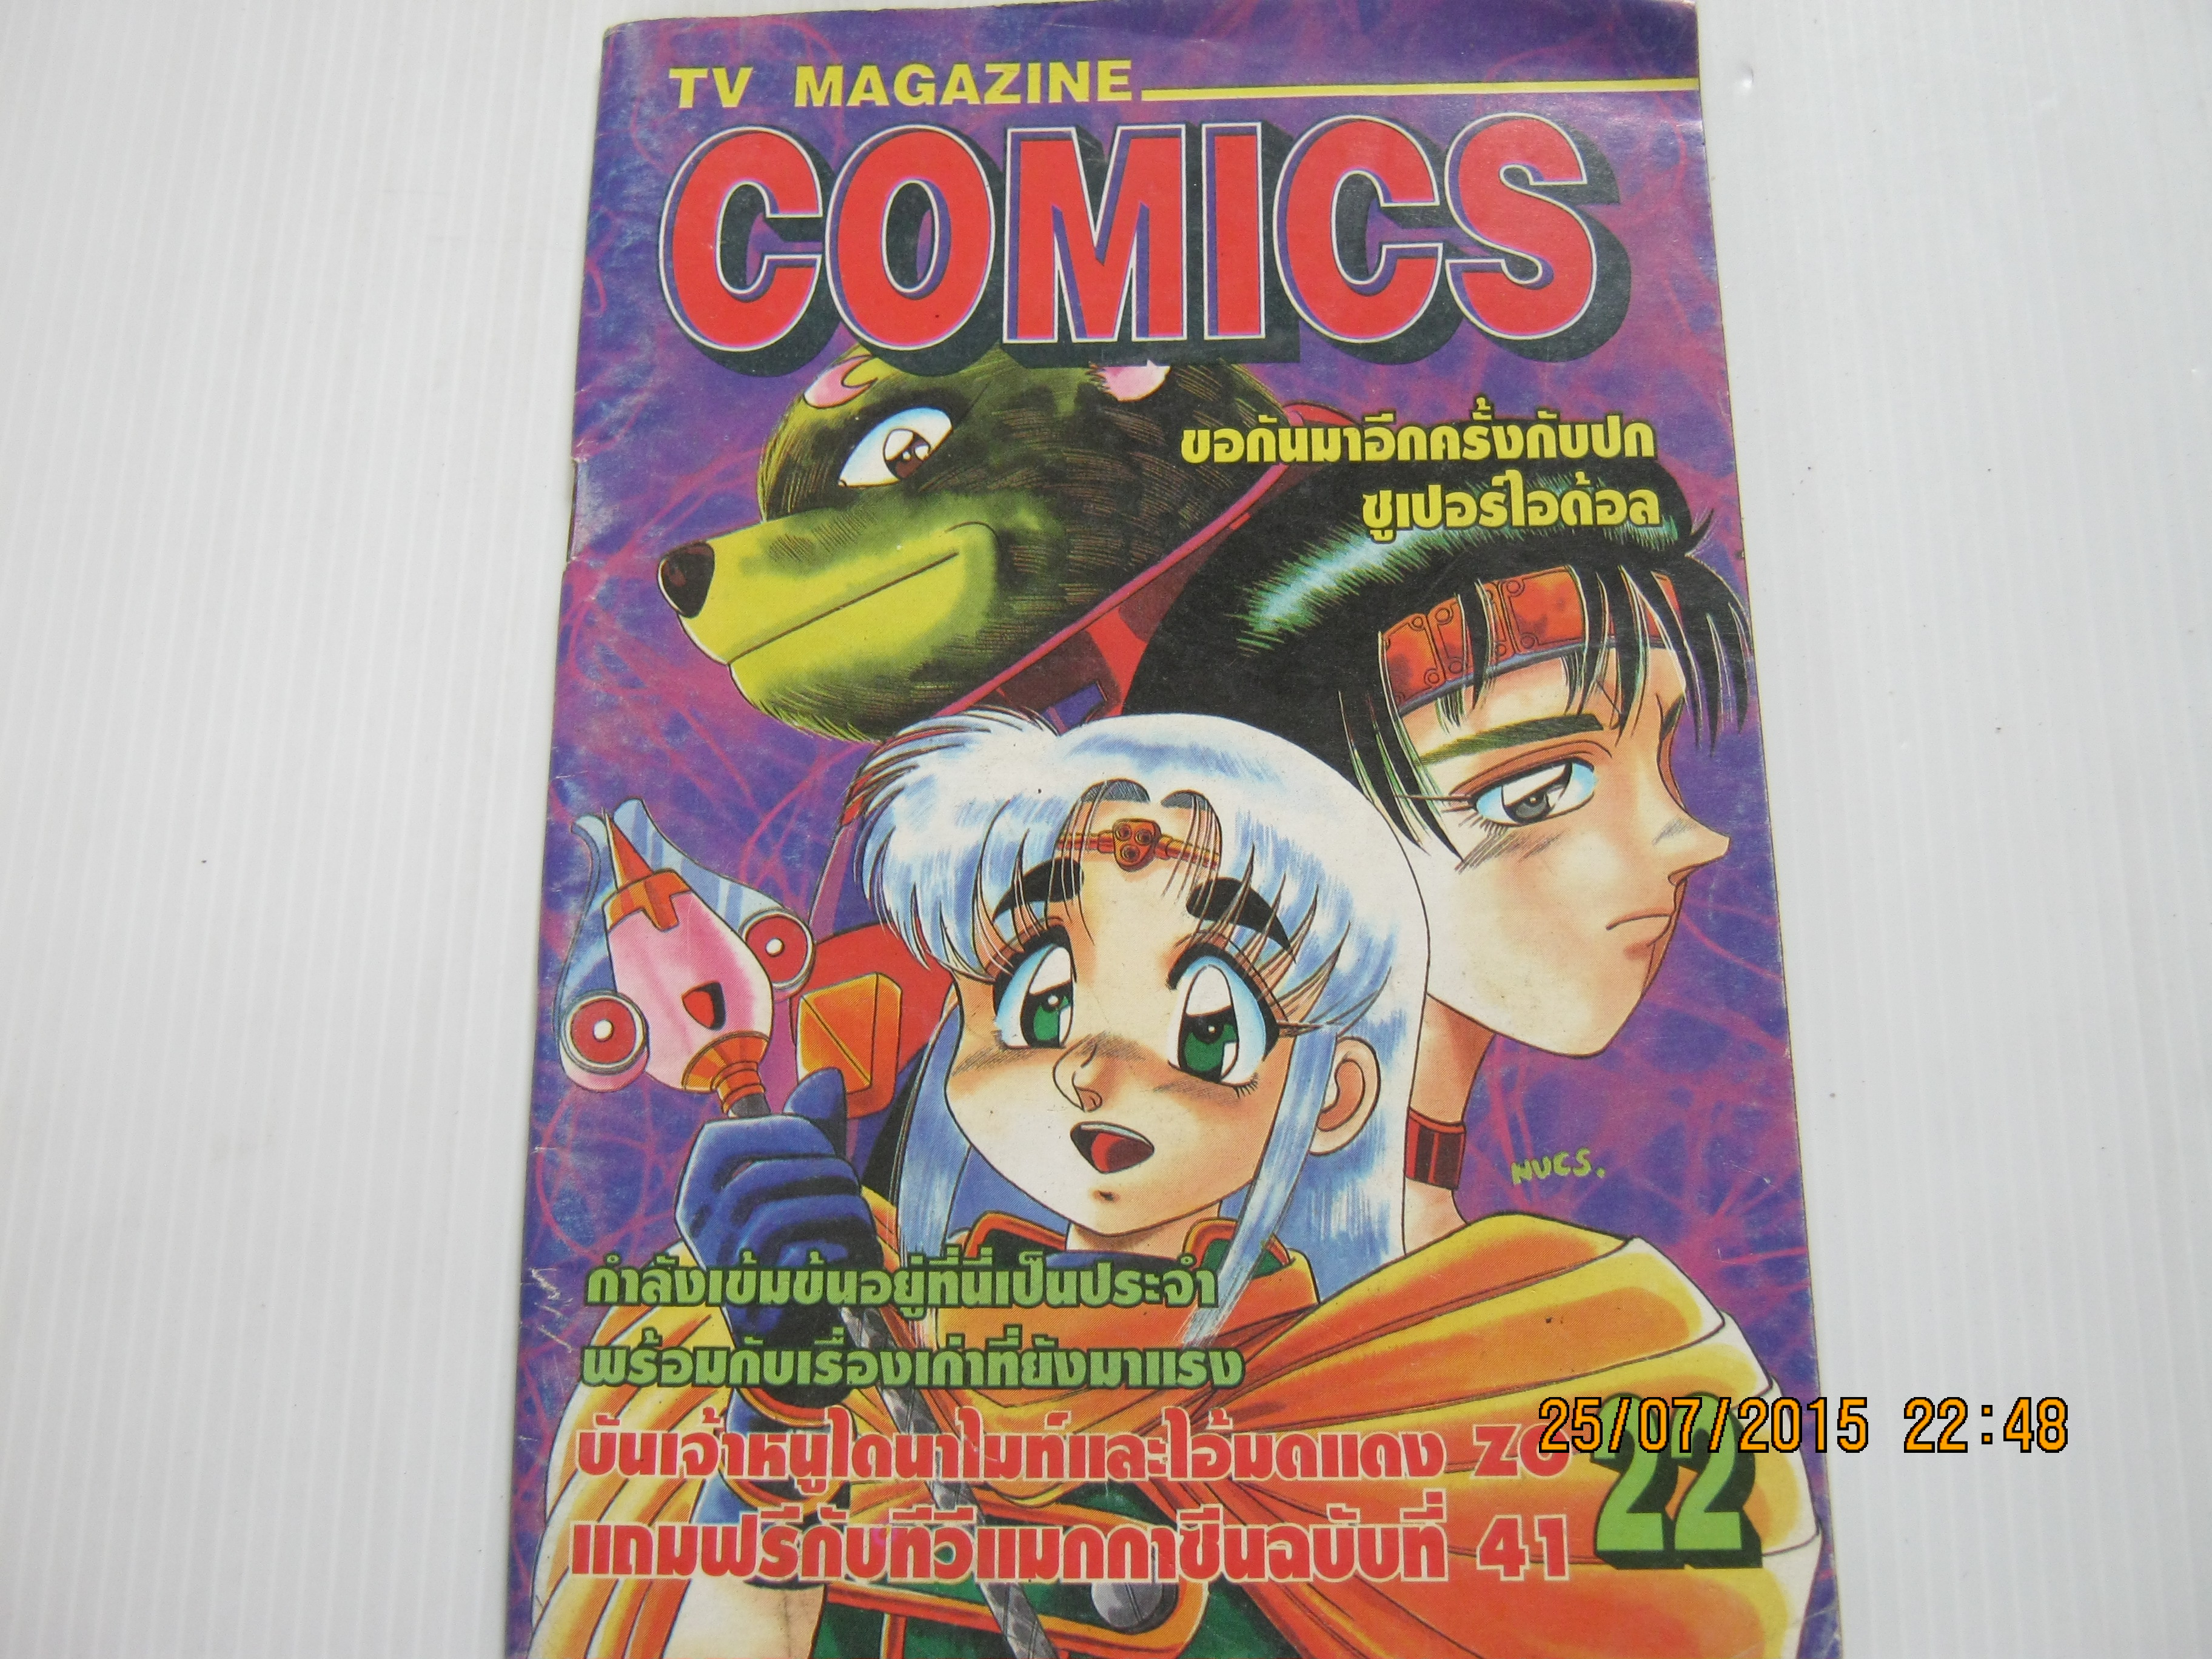 TV MAGAZINE
COMICS
ขอกันมาอีกครั้งกับปก
ซูเปอร์ไอด้อล
NUCS.
กำลังเข้มข้นอยู่ที่นี่เป็นประจำ
พร้อมกับเรื่องเก่าที่ยังมาแรง
บันเจ้าหนูไดนาไมท์และไอ้มดแดง ZO
แถมฟรีกับทีวีแมกกาซีนฉบับที่ 41
22
25/07/2015 22:48